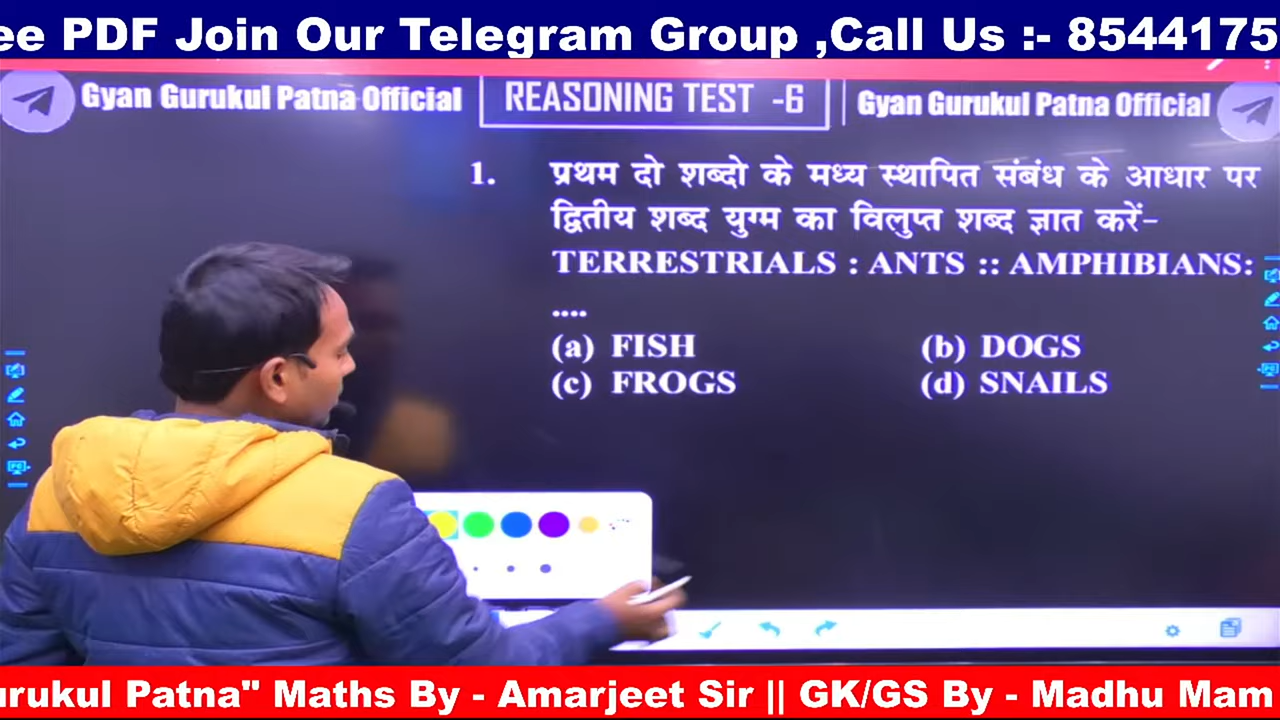 ee PDF Join Our Telegram Group ,Call Us :- 8544175
Gyan Gurukul Patna Official
REASONING TEST -6
Gyan Gurukul Patna Official
1. प्रथम दो शब्दो के मध्य स्थापित संबंध के आधार पर
द्वितीय शब्द युग्म का विलुप्त शब्द ज्ञात करें-
TERRESTRIALS : ANTS :: AMPHIBIANS:
....
(a) FISH (b) DOGS
(c) FROGS (d) SNAILS
urukul Patna" Maths By - Amarjeet Sir || GK/GS By - Madhu Mam